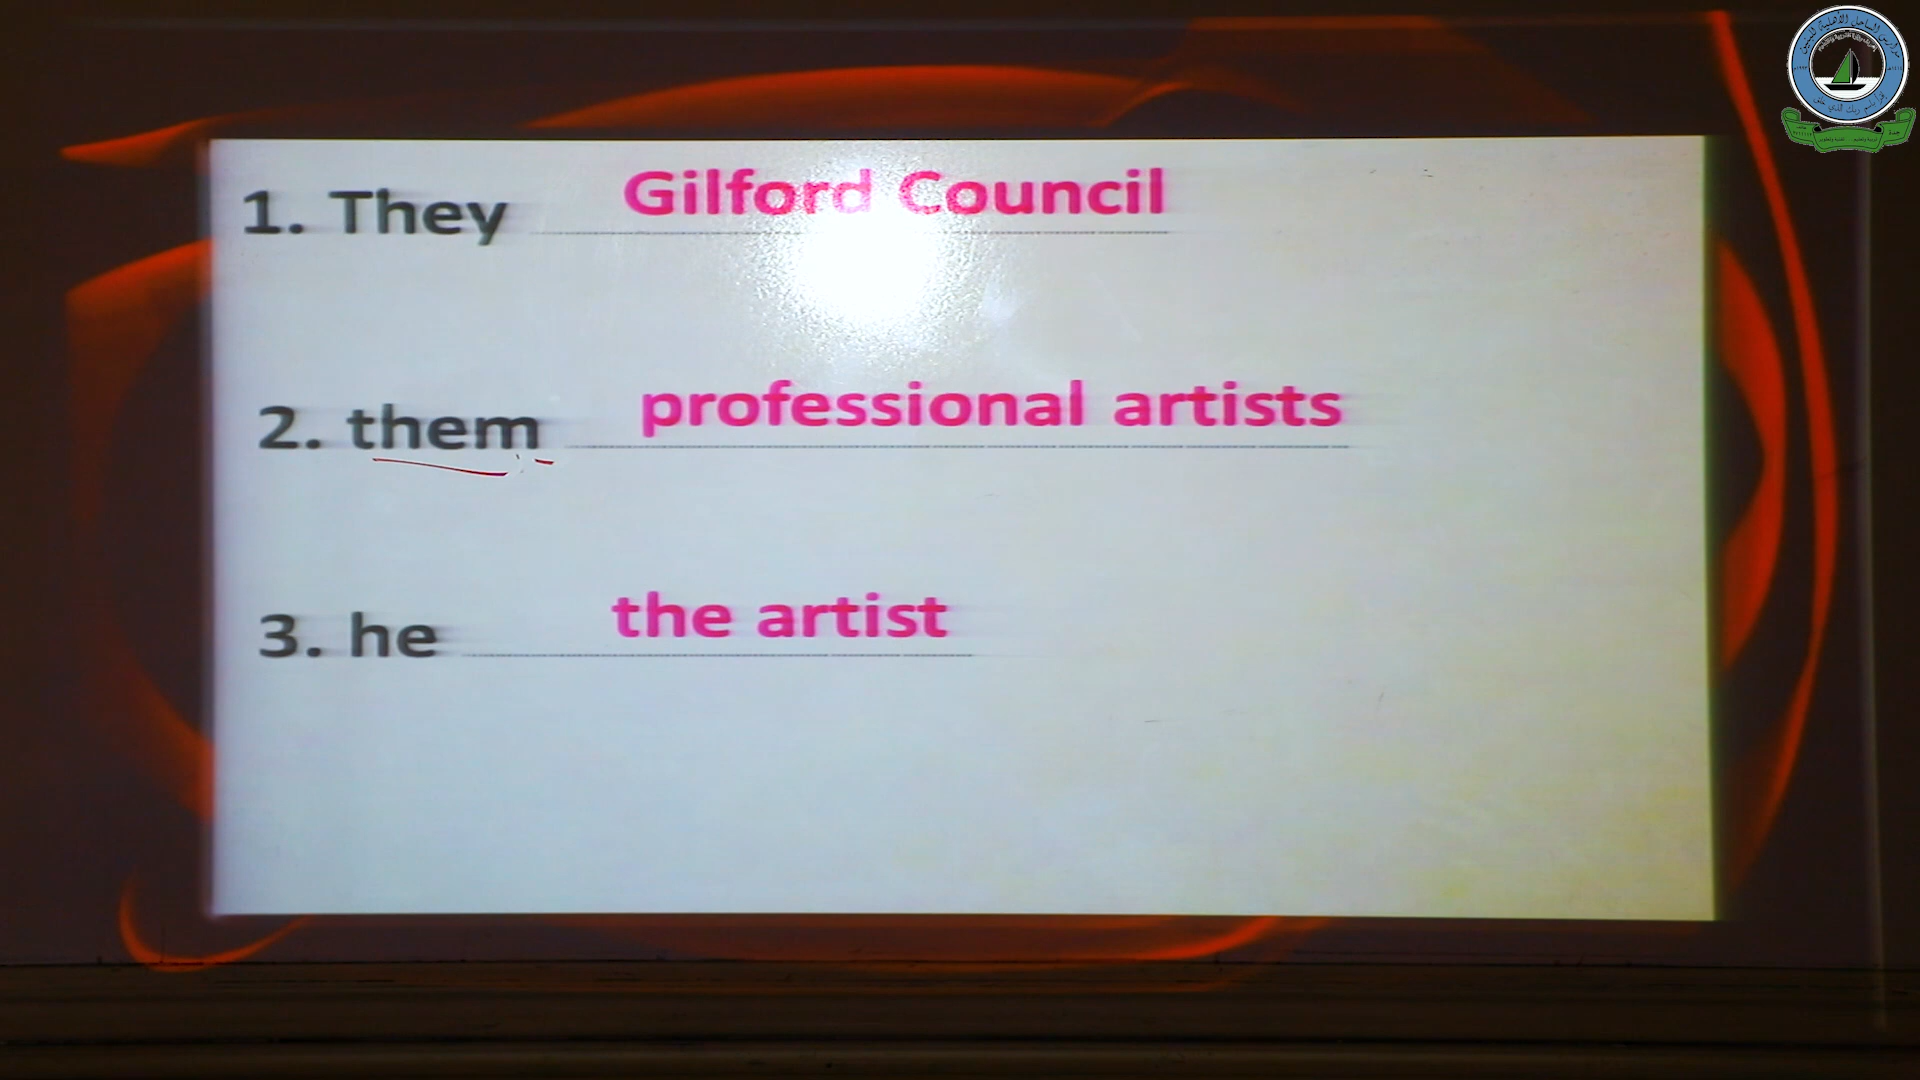 1. They Gilford Council
2. them professional artists
3. he the artist